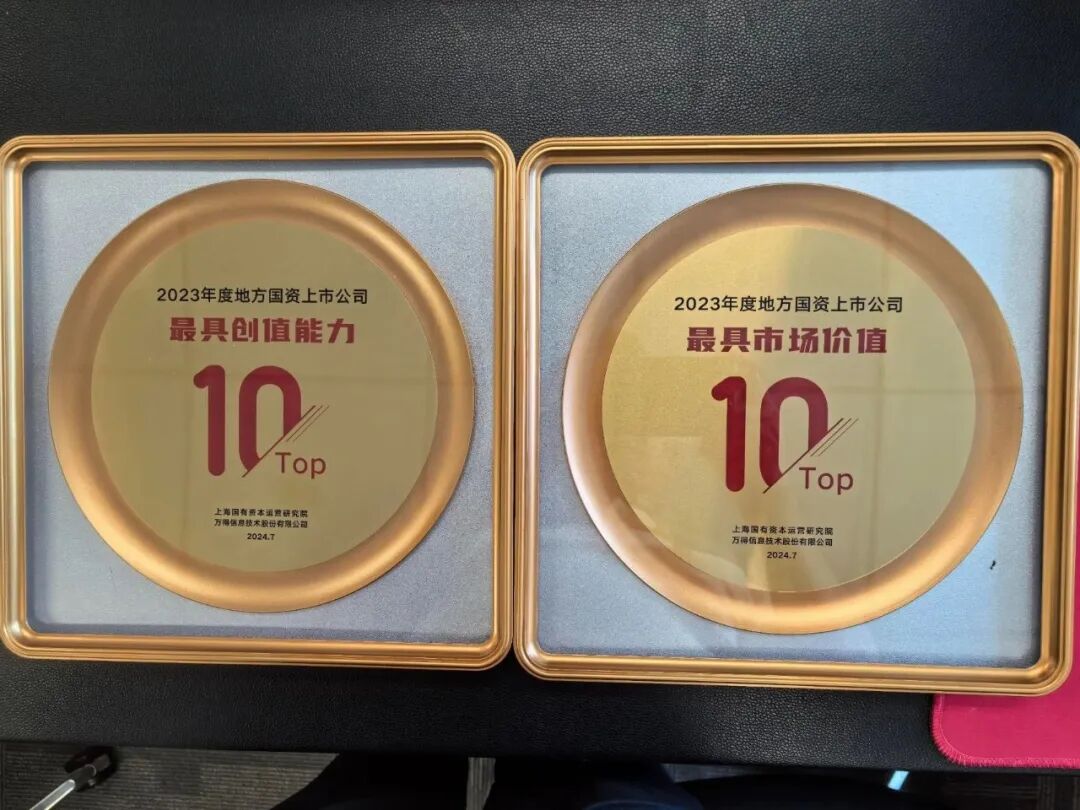 2023年度地方国资上市公司
最具创值能力
10
Top
上海国有资本运营研究院
万得信息技术股份有限公司
2024.7
2023年度地方国资上市公司
最具市场价值
10
Top
上海国有资本运营研究院
万得信息技术股份有限公司
2024.7